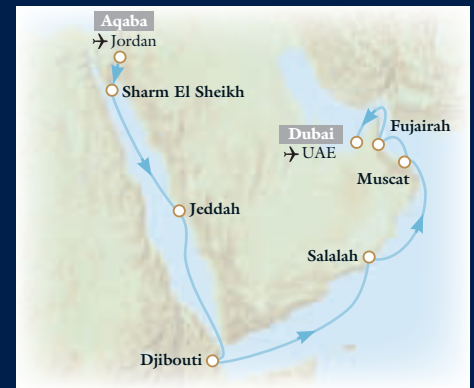 Aqaba
Jordan
Sharm El Sheikh
Fujairah
Dubai
UAE
Muscat
Jeddah
Salalah
Djibouti